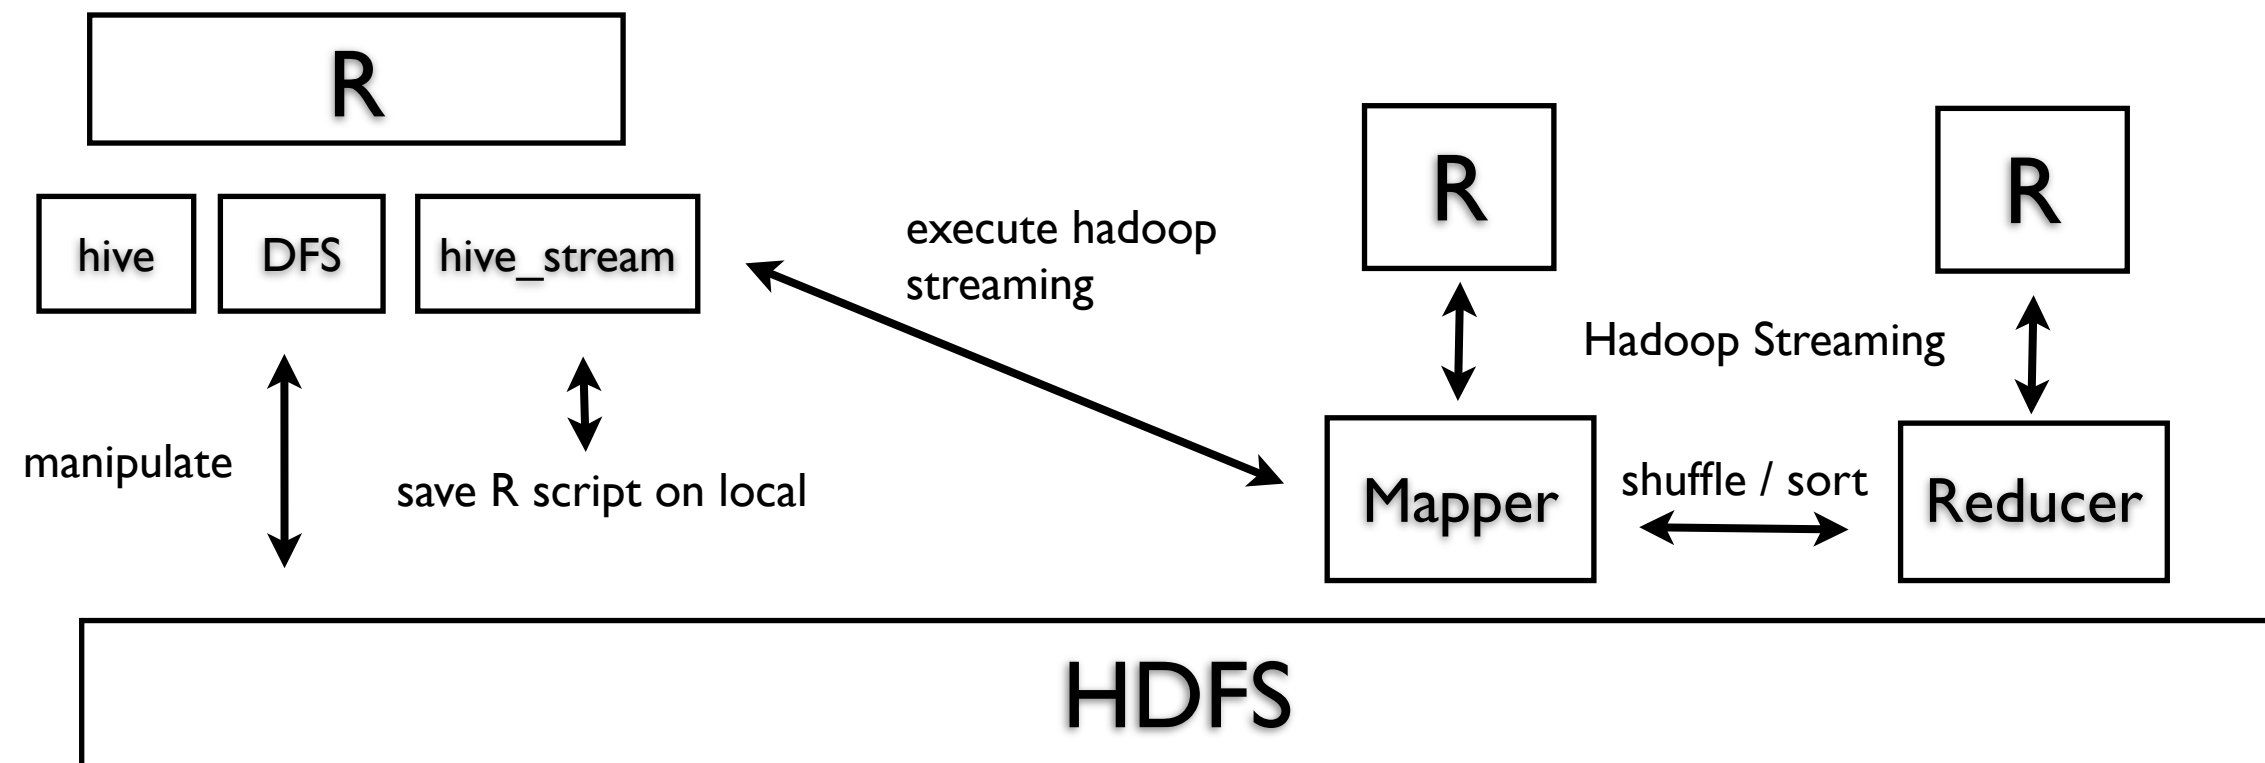 R
hive
DFS
hive_stream
manipulate
save R script on local
execute hadoop
streaming
R
R
Hadoop Streaming
Mapper
shuffle / sort
Reducer
HDFS